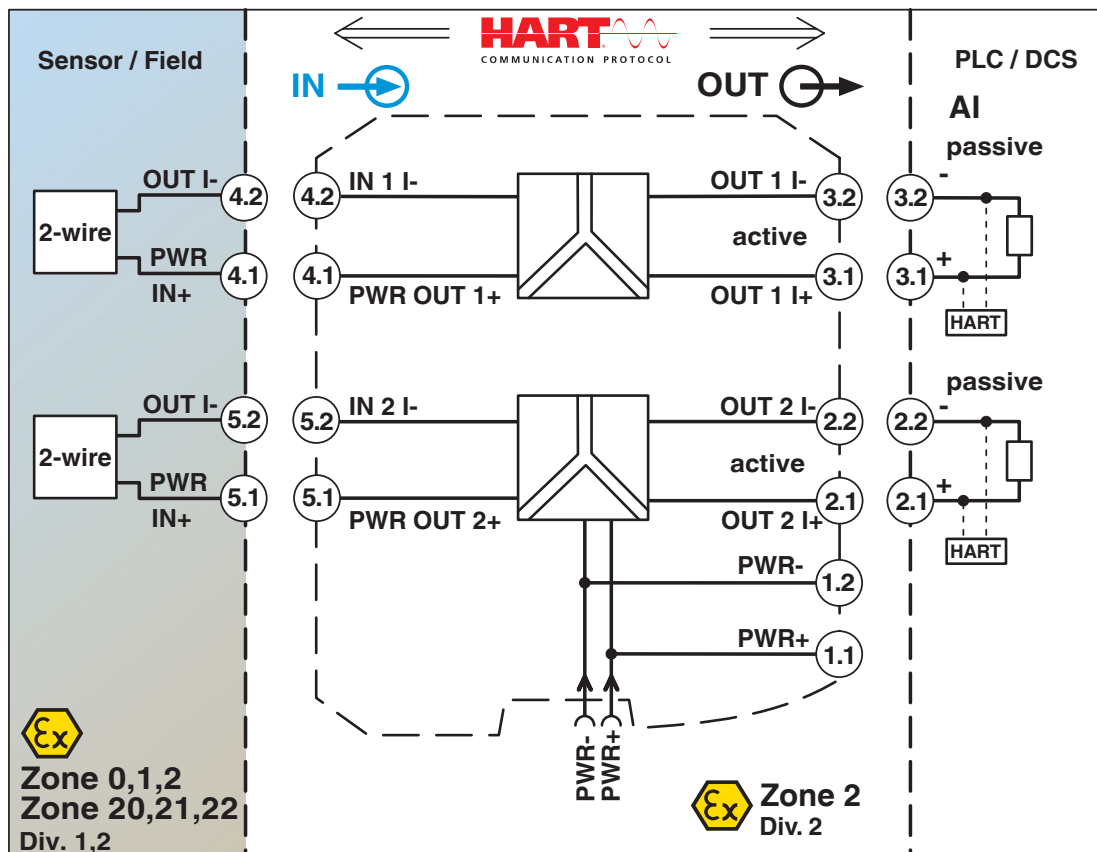 HART
COMMUNICATION PROTOCOL
Sensor / Field
PLC / DCS
IN
OUT
AI
passive
OUT I-
4.2
4.2
IN 1 I-
OUT 1 I-
3.2
3.2
-
2-wire
active
PWR
IN+
4.1
4.1
PWR OUT 1+
OUT 1 I+
3.1
3.1
+
HART
passive
OUT I-
5.2
5.2
IN 2 I-
OUT 2 I-
2.2
2.2
-
2-wire
active
PWR
IN+
5.1
5.1
PWR OUT 2+
OUT 2 I+
2.1
2.1
+
HART
PWR-
1.2
PWR+
1.1
PWR-
PWR+
Ex
Zone 0,1,2
Zone 20,21,22
Div. 1,2
Ex
Zone 2
Div. 2